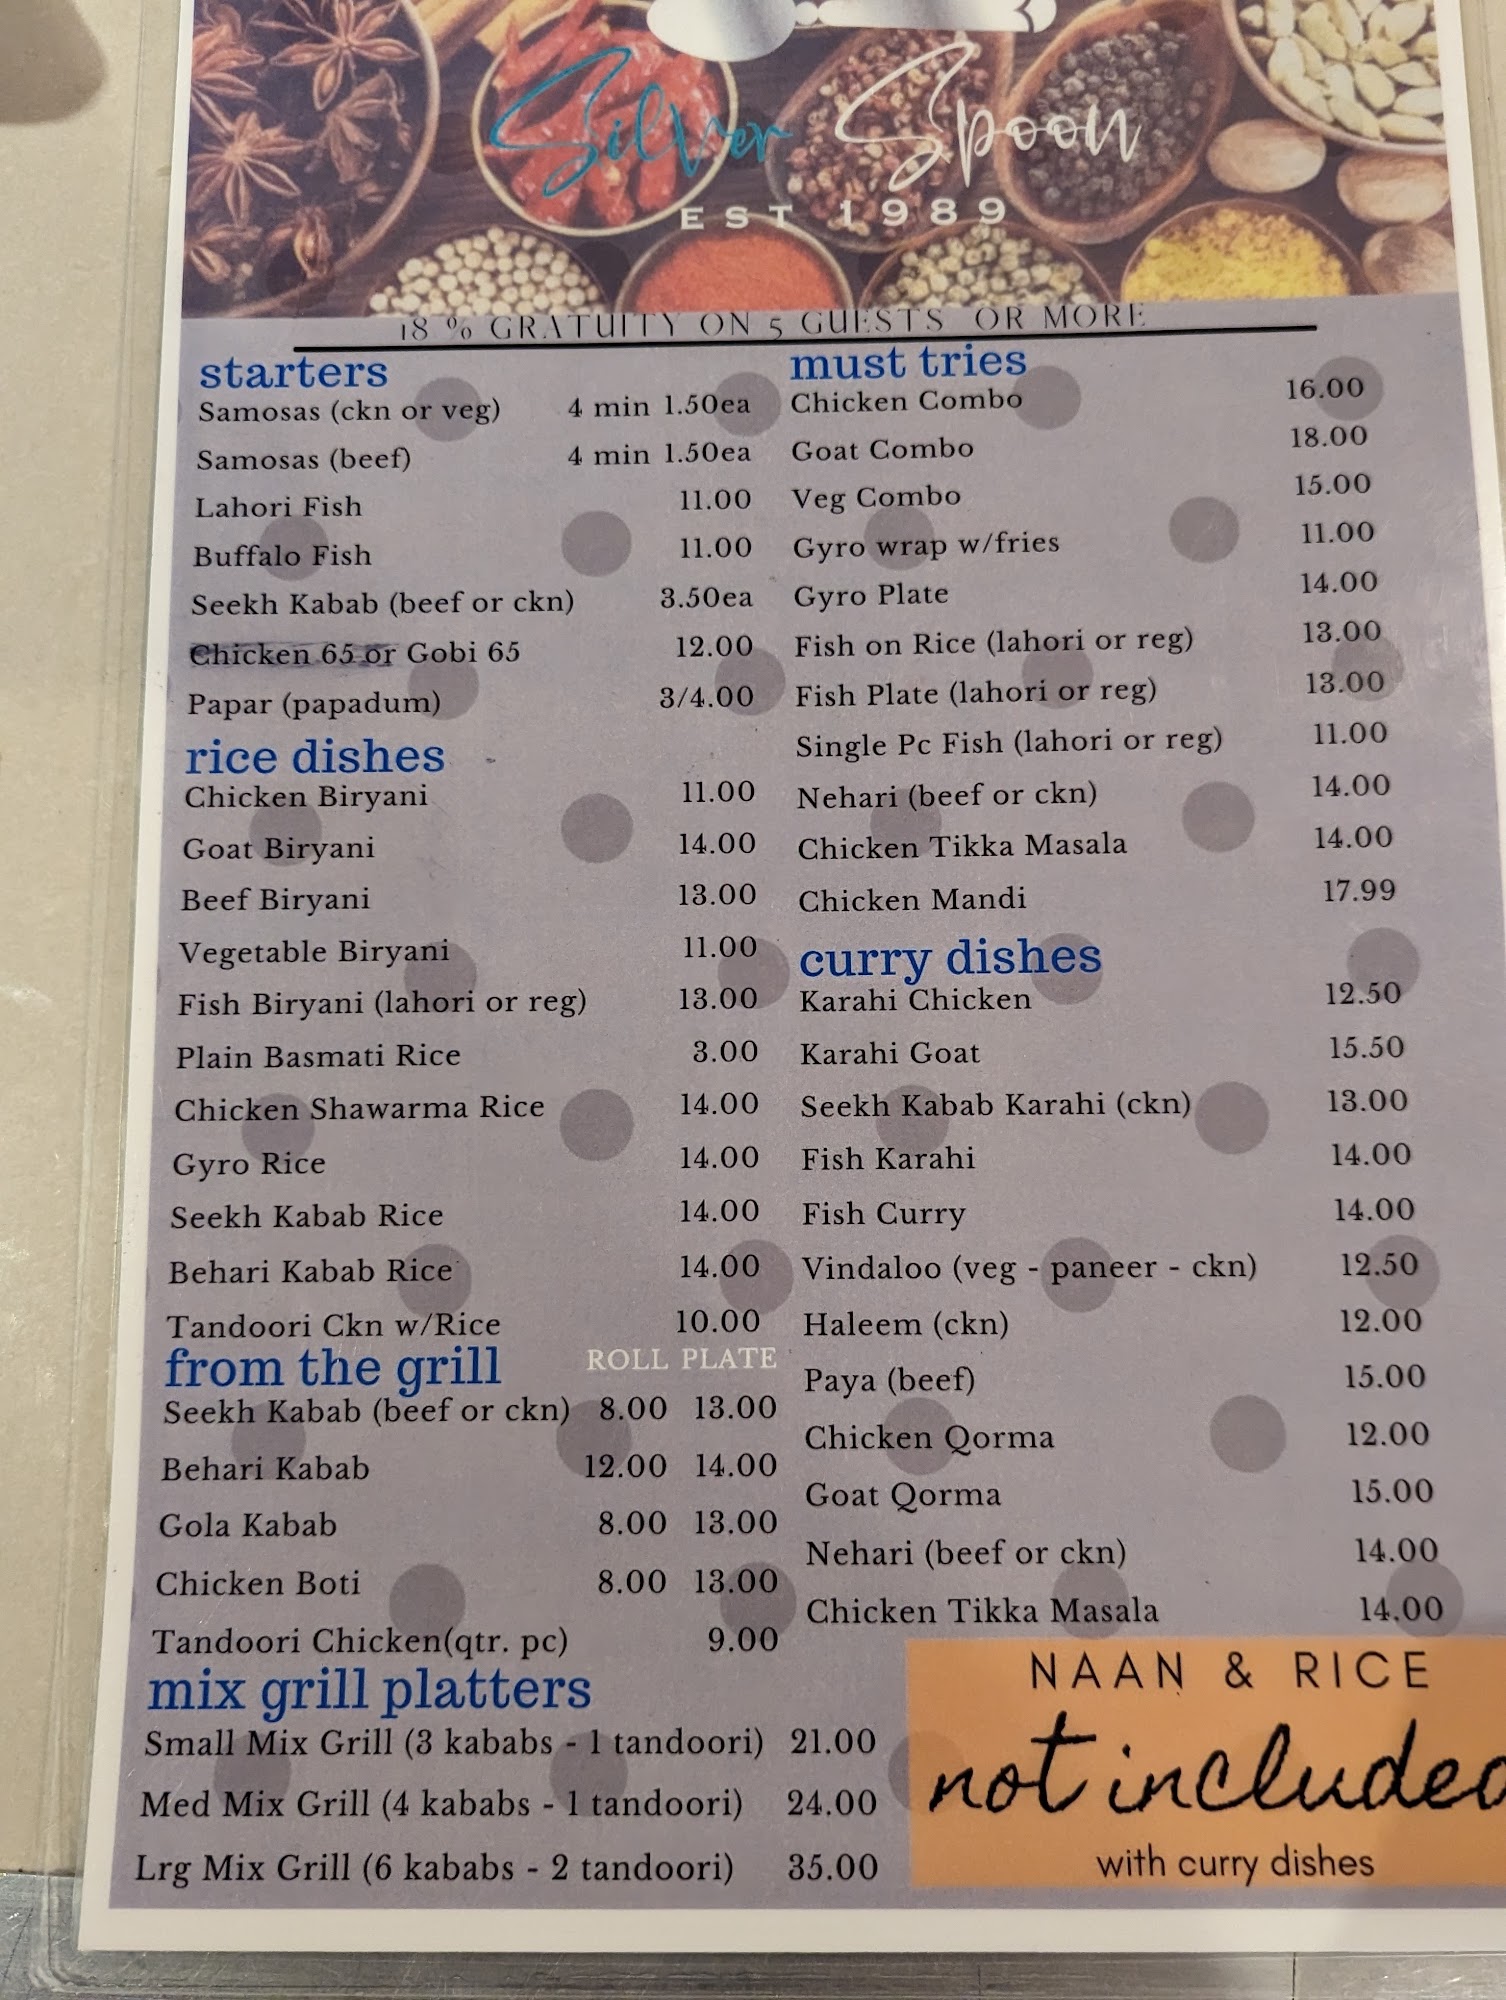 Silver Spoon
EST 1989
18 % GRATUITY ON 5 GUESTS OR MORE
starters
Samosas (ckn or veg) 4 min 1.50ea
Samosas (beef) 4 min 1.50ea
Lahori Fish 11.00
Buffalo Fish 11.00
Seekh Kabab (beef or ckn) 3.50ea
Chicken 65 or Gobi 65 12.00
Papar (papadum) 3/4.00
rice dishes
Chicken Biryani 11.00
Goat Biryani 14.00
Beef Biryani 13.00
Vegetable Biryani 11.00
Fish Biryani (lahori or reg) 13.00
Plain Basmati Rice 3.00
Chicken Shawarma Rice 14.00
Gyro Rice 14.00
Seekh Kabab Rice 14.00
Behari Kabab Rice 14.00
Tandoori Ckn w/Rice 10.00
from the grill ROLL PLATE
Seekh Kabab (beef or ckn) 8.00 13.00
Behari Kabab 12.00 14.00
Gola Kabab 8.00 13.00
Chicken Boti 8.00 13.00
Tandoori Chicken(qtr. pc) 9.00
mix grill platters
Small Mix Grill (3 kababs - 1 tandoori) 21.00
Med Mix Grill (4 kababs - 1 tandoori) 24.00
Lrg Mix Grill (6 kababs - 2 tandoori) 35.00
must tries
Chicken Combo 16.00
Goat Combo 18.00
Veg Combo 15.00
Gyro wrap w/fries 11.00
Gyro Plate 14.00
Fish on Rice (lahori or reg) 13.00
Fish Plate (lahori or reg) 13.00
Single Pc Fish (lahori or reg) 11.00
Nehari (beef or ckn) 14.00
Chicken Tikka Masala 14.00
Chicken Mandi 17.99
curry dishes
Karahi Chicken 12.50
Karahi Goat 15.50
Seekh Kabab Karahi (ckn) 13.00
Fish Karahi 14.00
Fish Curry 14.00
Vindaloo (veg - paneer - ckn) 12.50
Haleem (ckn) 12.00
Paya (beef) 15.00
Chicken Qorma 12.00
Goat Qorma 15.00
Nehari (beef or ckn) 14.00
Chicken Tikka Masala 14.00
NAAN & RICE
not included
with curry dishes